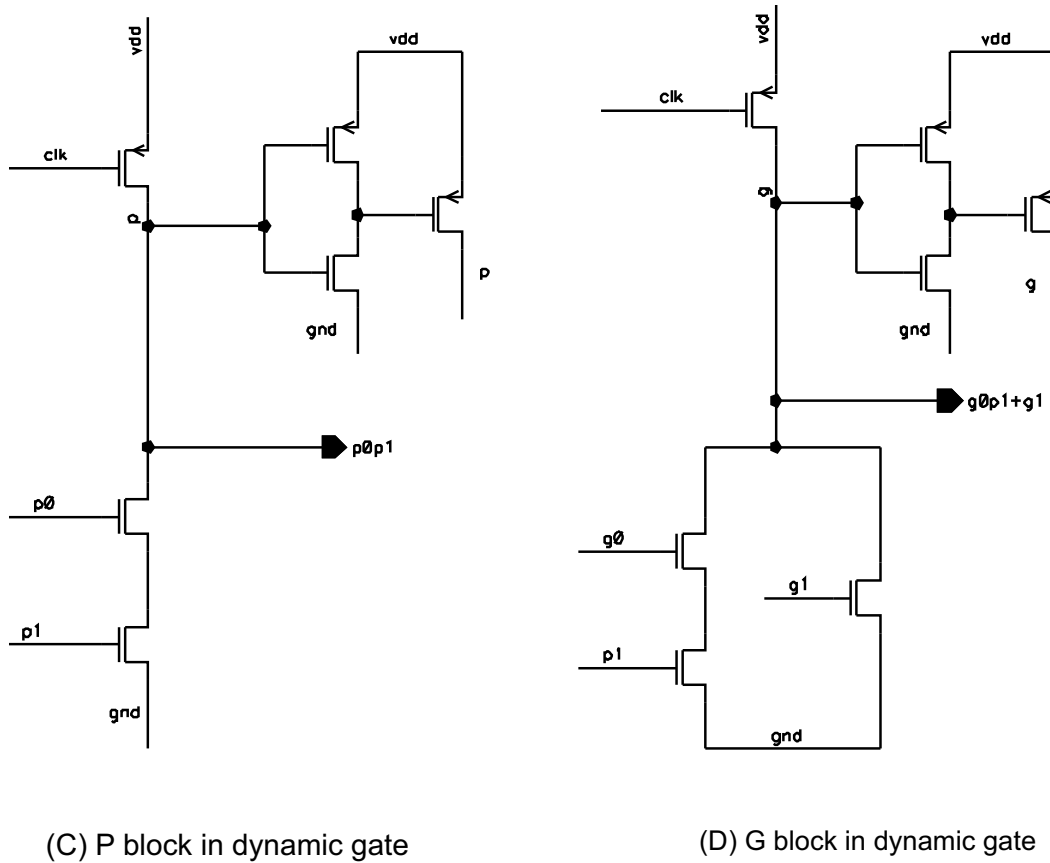 vdd
vdd
clk
p
p
gnd
p0p1
p0
p1
gnd
vdd
vdd
clk
g
g
gnd
g0p1+g1
g0
g1
p1
gnd
(C) P block in dynamic gate
(D) G block in dynamic gate